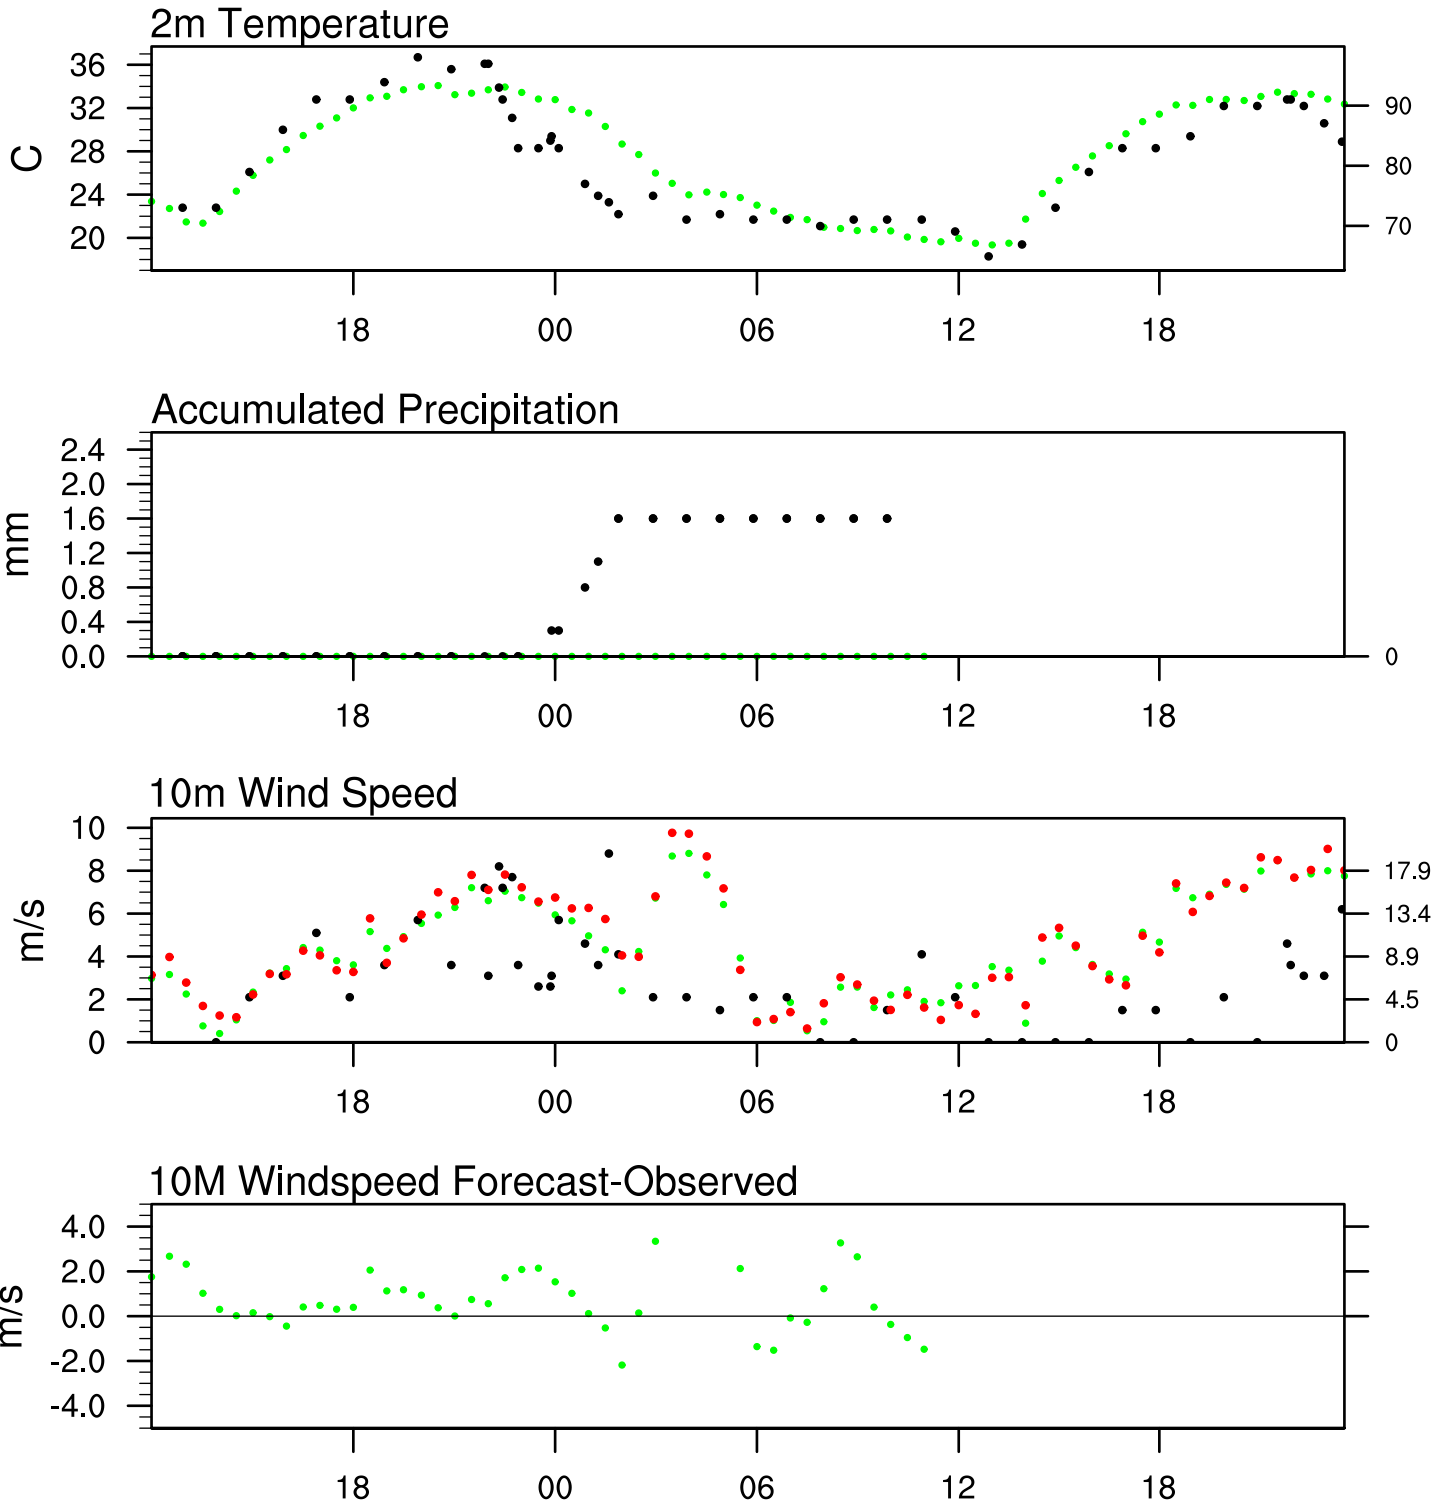 2m Temperature
36
32
28
24
20
C
90
80
70
18 00 06 12 18
Accumulated Precipitation
2.4
2.0
1.6
1.2
0.8
0.4
0.0
mm
0
18 00 06 12 18
10m Wind Speed
10
8
6
4
2
0
m/s
17.9
13.4
8.9
4.5
0
18 00 06 12 18
10M Windspeed Forecast-Observed
4.0
2.0
0.0
-2.0
-4.0
m/s
18 00 06 12 18